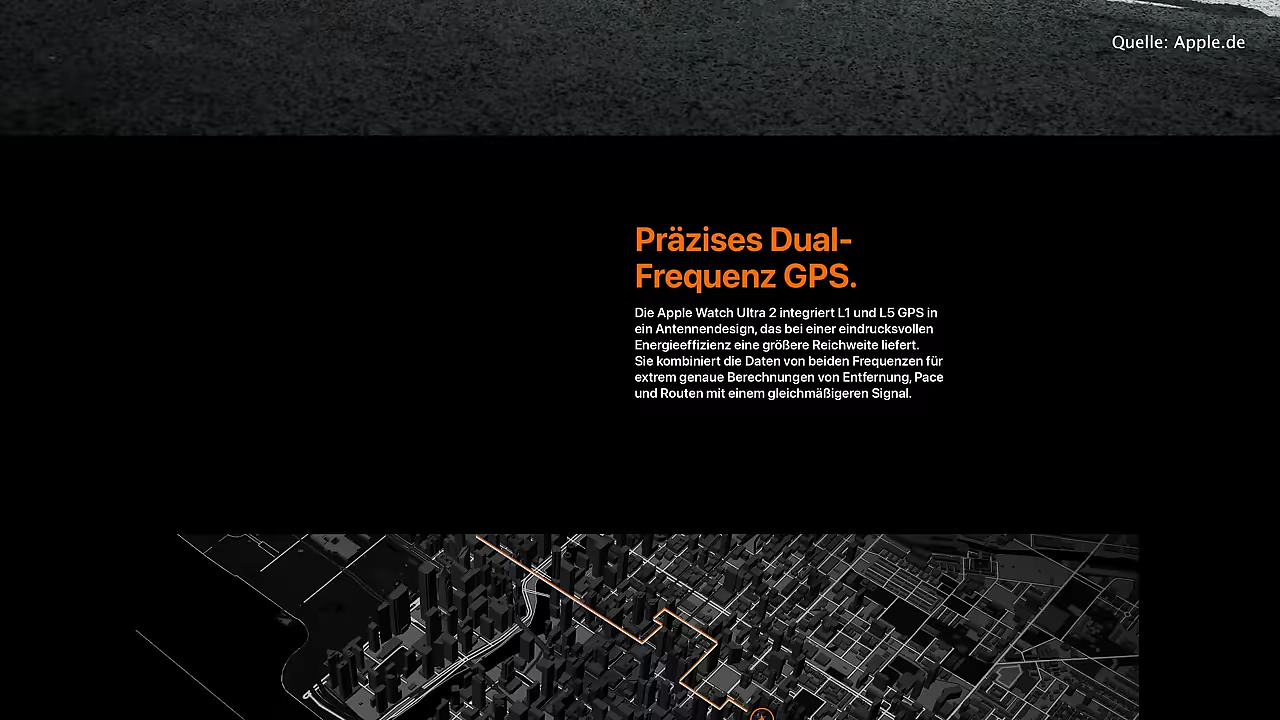 Quelle: Apple.de
Präzises Dual-
Frequenz GPS.
Die Apple Watch Ultra 2 integriert L1 und L5 GPS in
ein Antennendesign, das bei einer eindrucksvollen
Energieeffizienz eine größere Reichweite liefert.
Sie kombiniert die Daten von beiden Frequenzen für
extrem genaue Berechnungen von Entfernung, Pace
und Routen mit einem gleichmäßigeren Signal.